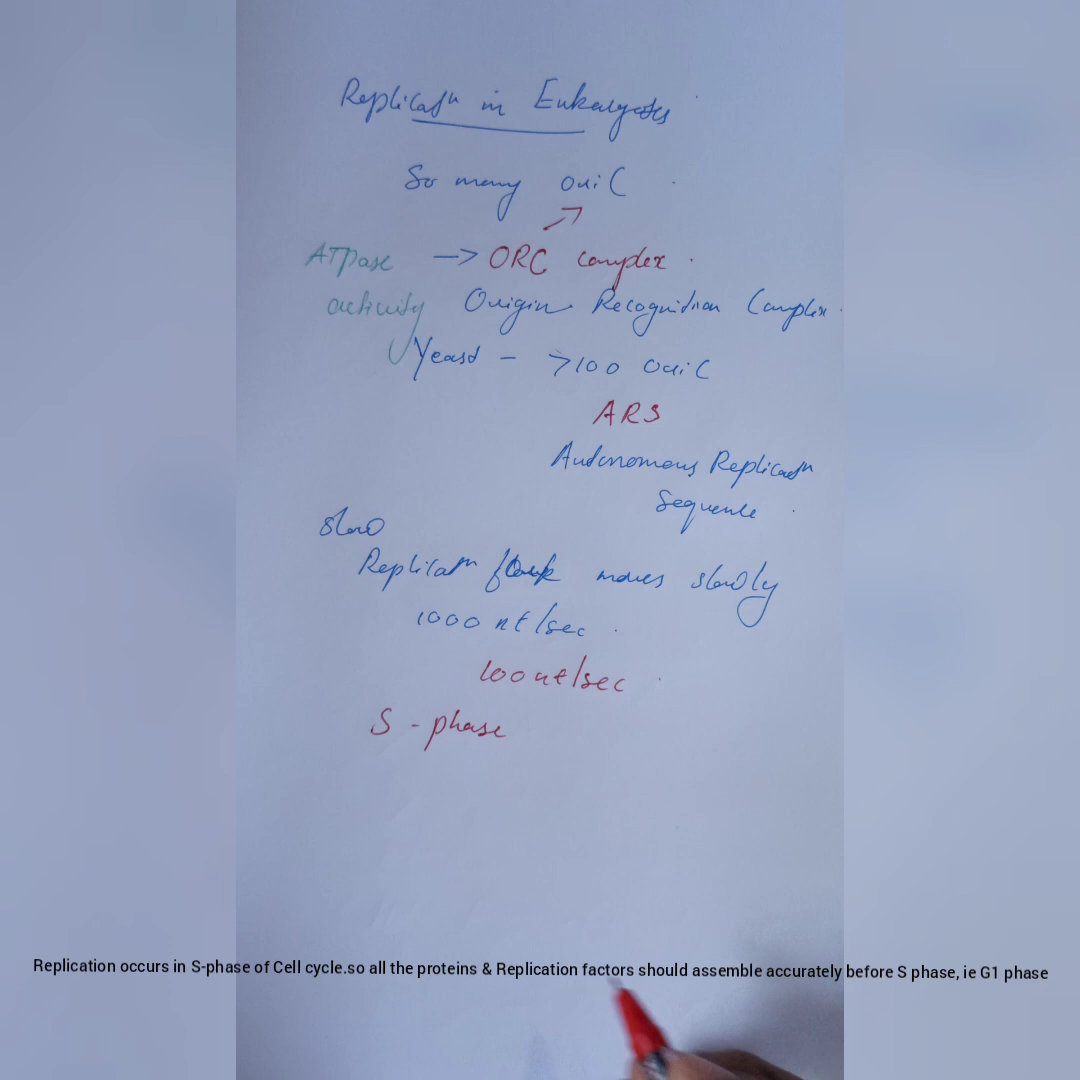 Replicatn in Eukaryotes
So many OriC
ATPase → ORC complex
activity Origin Recognition Complex
Yeast - >100 OriC
ARS
Autonomous Replicatn
Sequence
slow
Replicatn fork moves slowly
1000 nt/sec
100 nt/sec
S - phase
Replication occurs in S-phase of Cell cycle.so all the proteins & Replication factors should assemble accurately before S phase, ie G1 phase